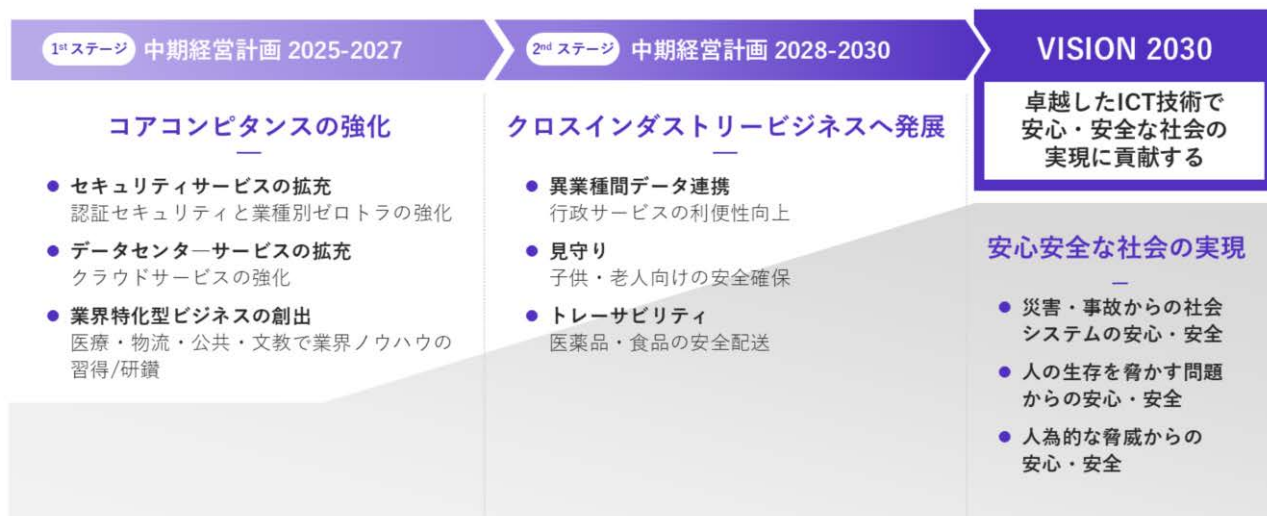 1st ステージ 中期経営計画 2025-2027
2nd ステージ 中期経営計画 2028-2030
VISION 2030
卓越したICT技術で
安心・安全な社会の
実現に貢献する
コアコンピタンスの強化
セキュリティサービスの拡充
認証セキュリティと業種別ゼロトラの強化
データセンタ―サービスの拡充
クラウドサービスの強化
業界特化型ビジネスの創出
医療・物流・公共・文教で業界ノウハウの
習得/研鑽
クロスインダストリービジネスへ発展
異業種間データ連携
行政サービスの利便性向上
見守り
子供・老人向けの安全確保
トレーサビリティ
医薬品・食品の安全配送
安心安全な社会の実現
災害・事故からの社会
システムの安心・安全
人の生存を脅かす問題
からの安心・安全
人為的な脅威からの
安心・安全